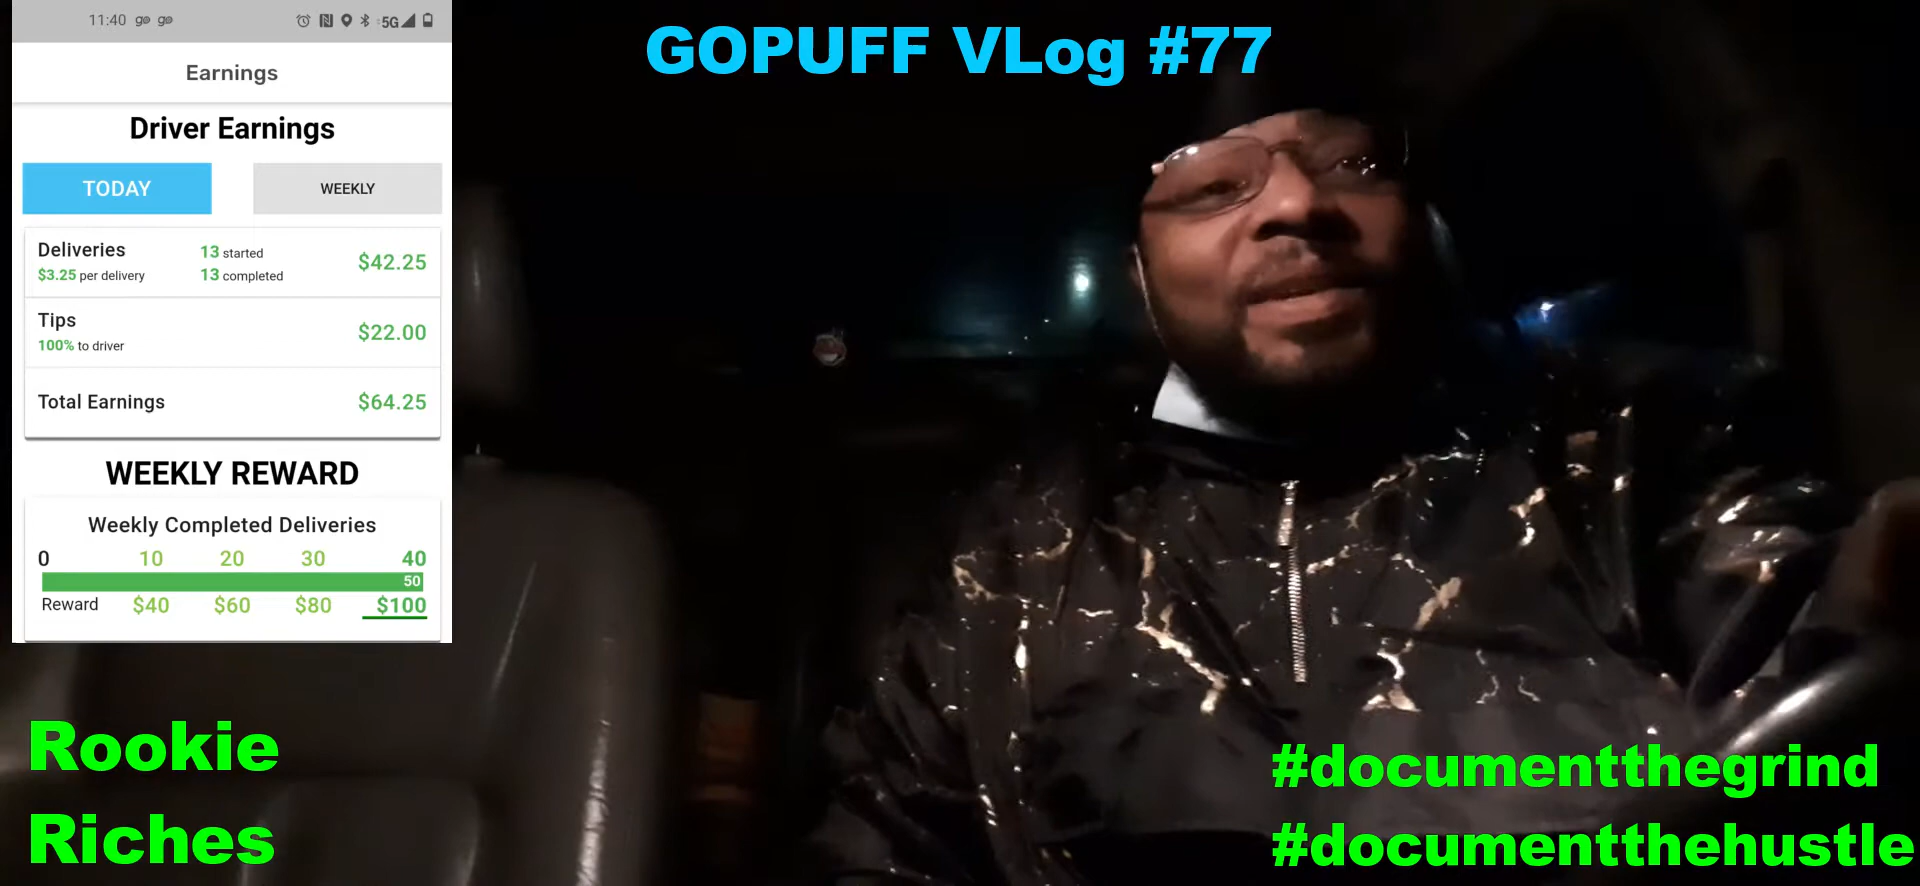 11:40 go go 5G
GOPUFF VLog #77
Earnings
Driver Earnings
TODAY WEEKLY
Deliveries 13 started $42.25
$3.25 per delivery 13 completed
Tips $22.00
100% to driver
Total Earnings $64.25
WEEKLY REWARD
Weekly Completed Deliveries
0 10 20 30 40
50
Reward $40 $60 $80 $100
Rookie
Riches
#documentthegrind
#documentthehustle